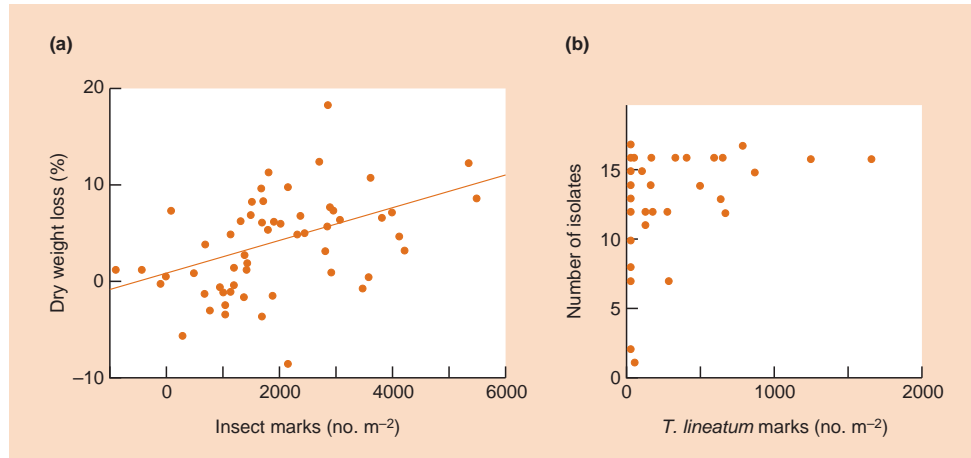 (a)
20
10
0
–10
Dry weight loss (%)
0
2000
4000
6000
Insect marks (no. m–2)
(b)
15
10
5
0
Number of isolates
0
1000
2000
T. lineatum marks (no. m–2)